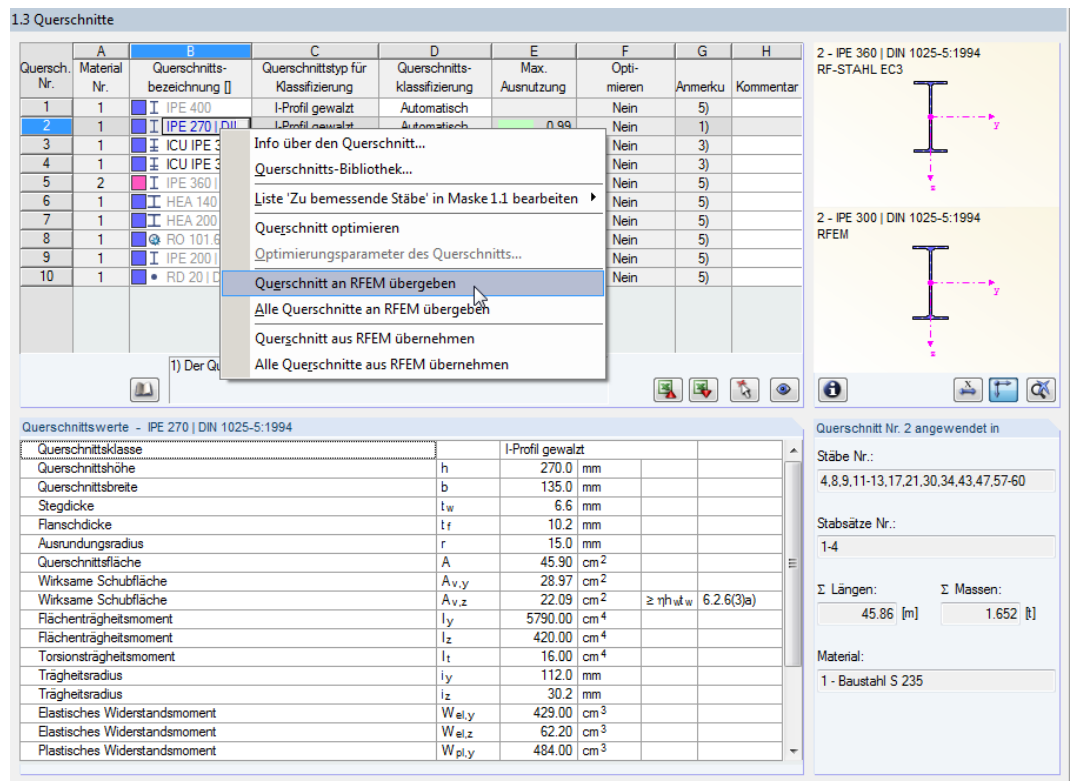 1.3 Querschnitte
A B C D E F G H
Quersch. Material Querschnitts- Querschnittstyp für Querschnitts- Max. Opti-
Nr. Nr. bezeichnung [] Klassifizierung klassifizierung Ausnutzung mieren Anmerku Kommentar
1 1 IPE 400 I-Profil gewalzt Automatisch Nein 5)
2 1 IPE 270 | DI I-Profil gewalzt Automatisch 0.99 Nein 1)
3 1 ICU IPE 3 Nein 3)
4 1 ICU IPE 3 Nein 3)
5 2 IPE 360 | Nein 5)
6 1 HEA 140 Nein 5)
7 1 HEA 200 Nein 5)
8 1 RO 101.6 Nein 5)
9 1 IPE 200 | Nein 5)
10 1 RD 20 | D Nein 5)
Info über den Querschnitt...
Querschnitts-Bibliothek...
Liste 'Zu bemessende Stäbe' in Maske 1.1 bearbeiten
Querschnitt optimieren
Optimierungsparameter des Querschnitts...
Querschnitt an RFEM übergeben
Alle Querschnitte an RFEM übergeben
Querschnitt aus RFEM übernehmen
Alle Querschnitte aus RFEM übernehmen
1) Der Qu
2 - IPE 360 | DIN 1025-5:1994
RF-STAHL EC3
y
z
2 - IPE 300 | DIN 1025-5:1994
RFEM
y
z
Querschnittswerte - IPE 270 | DIN 1025-5:1994
Querschnittsklasse I-Profil gewalzt
Querschnittshöhe h 270.0 mm
Querschnittsbreite b 135.0 mm
Stegdicke tw 6.6 mm
Flanschdicke tf 10.2 mm
Ausrundungsradius r 15.0 mm
Querschnittsfläche A 45.90 cm2
Wirksame Schubfläche Av,y 28.97 cm2
Wirksame Schubfläche Av,z 22.09 cm2 ≥ ηhwtw 6.2.6(3)a)
Flächenträgheitsmoment Iy 5790.00 cm4
Flächenträgheitsmoment Iz 420.00 cm4
Torsionsträgheitsmoment It 16.00 cm4
Trägheitsradius iy 112.0 mm
Trägheitsradius iz 30.2 mm
Elastisches Widerstandsmoment Wel,y 429.00 cm3
Elastisches Widerstandsmoment Wel,z 62.20 cm3
Plastisches Widerstandsmoment Wpl,y 484.00 cm3
Querschnitt Nr. 2 angewendet in
Stäbe Nr.:
4,8,9,11-13,17,21,30,34,43,47,57-60
Stabsätze Nr.:
1-4
Σ Längen: Σ Massen:
45.86 [m] 1.652 [t]
Material:
1 - Baustahl S 235